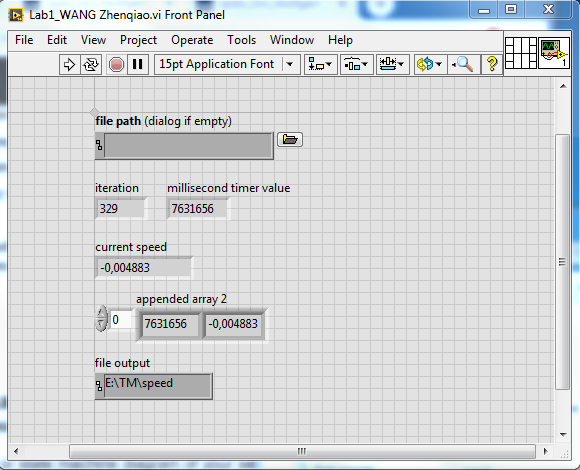 Lab1_WANG Zhenqiao.vi Front Panel
File Edit View Project Operate Tools Window Help
15pt Application Font
1
file path (dialog if empty)
iteration millisecond timer value
329 7631656
current speed
-0,004883
appended array 2
0 7631656 -0,004883
file output
E:\TM\speed